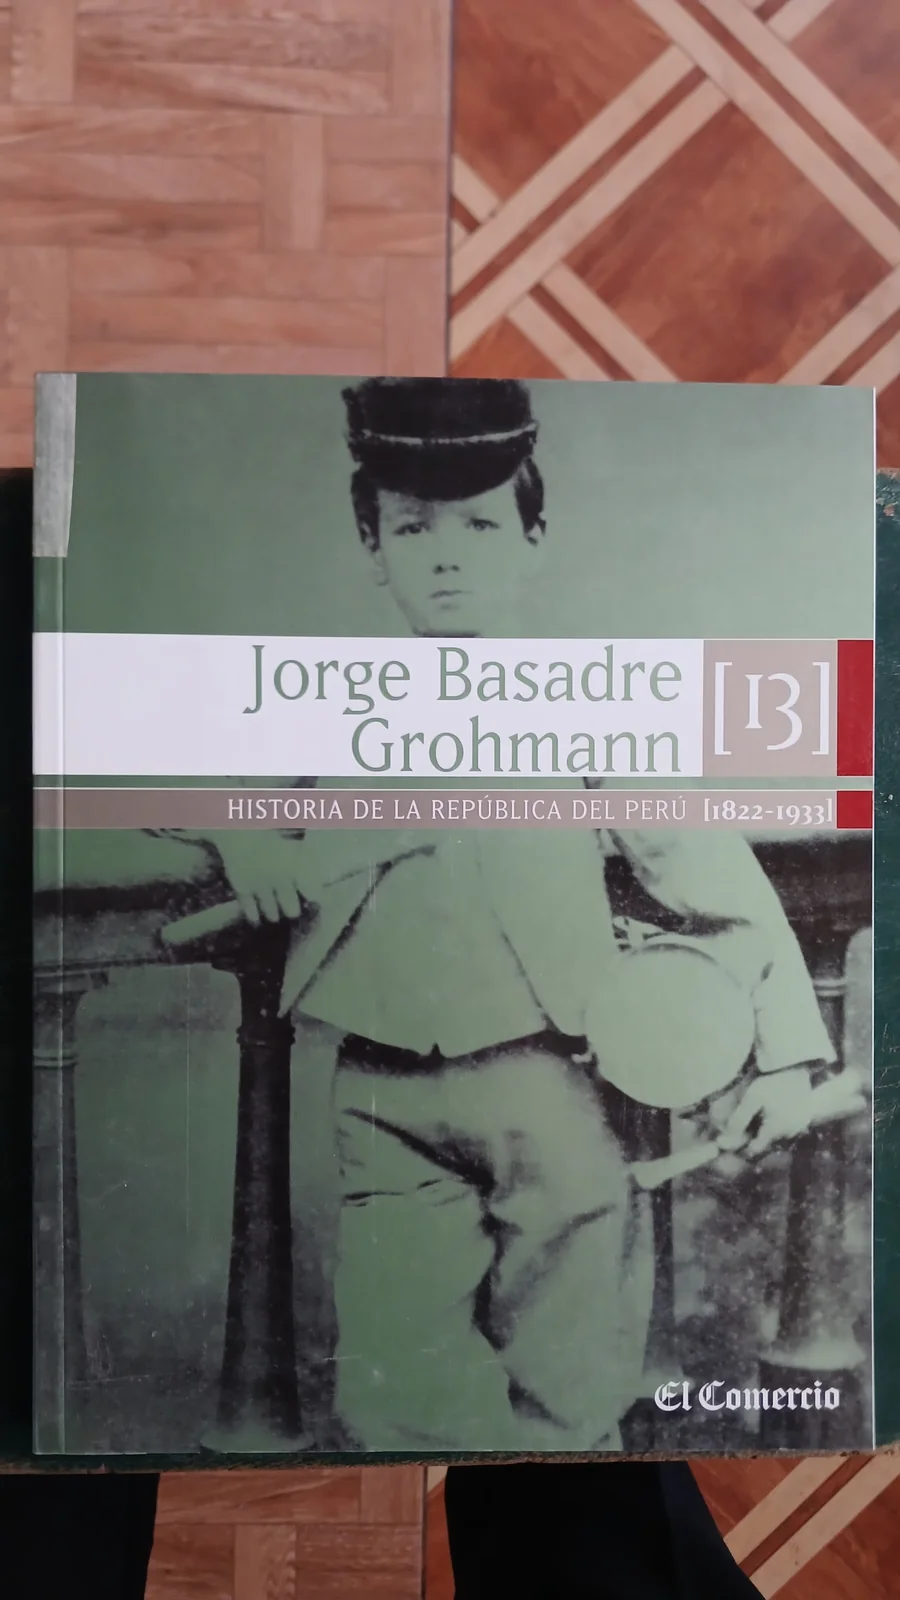 Jorge Basadre
Grohmann
[13]
HISTORIA DE LA REPÚBLICA DEL PERÚ [1822-1933]
El Comercio